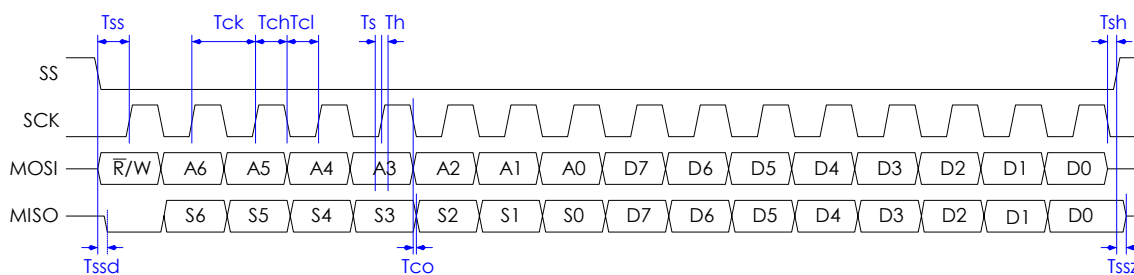 Tss Tck Tch Tcl Ts Th Tsh
SS
SCK
MOSI R̅/W A6 A5 A4 A3 A2 A1 A0 D7 D6 D5 D4 D3 D2 D1 D0
MISO S6 S5 S4 S3 S2 S1 S0 D7 D6 D5 D4 D3 D2 D1 D0
Tssd Tco Tssz